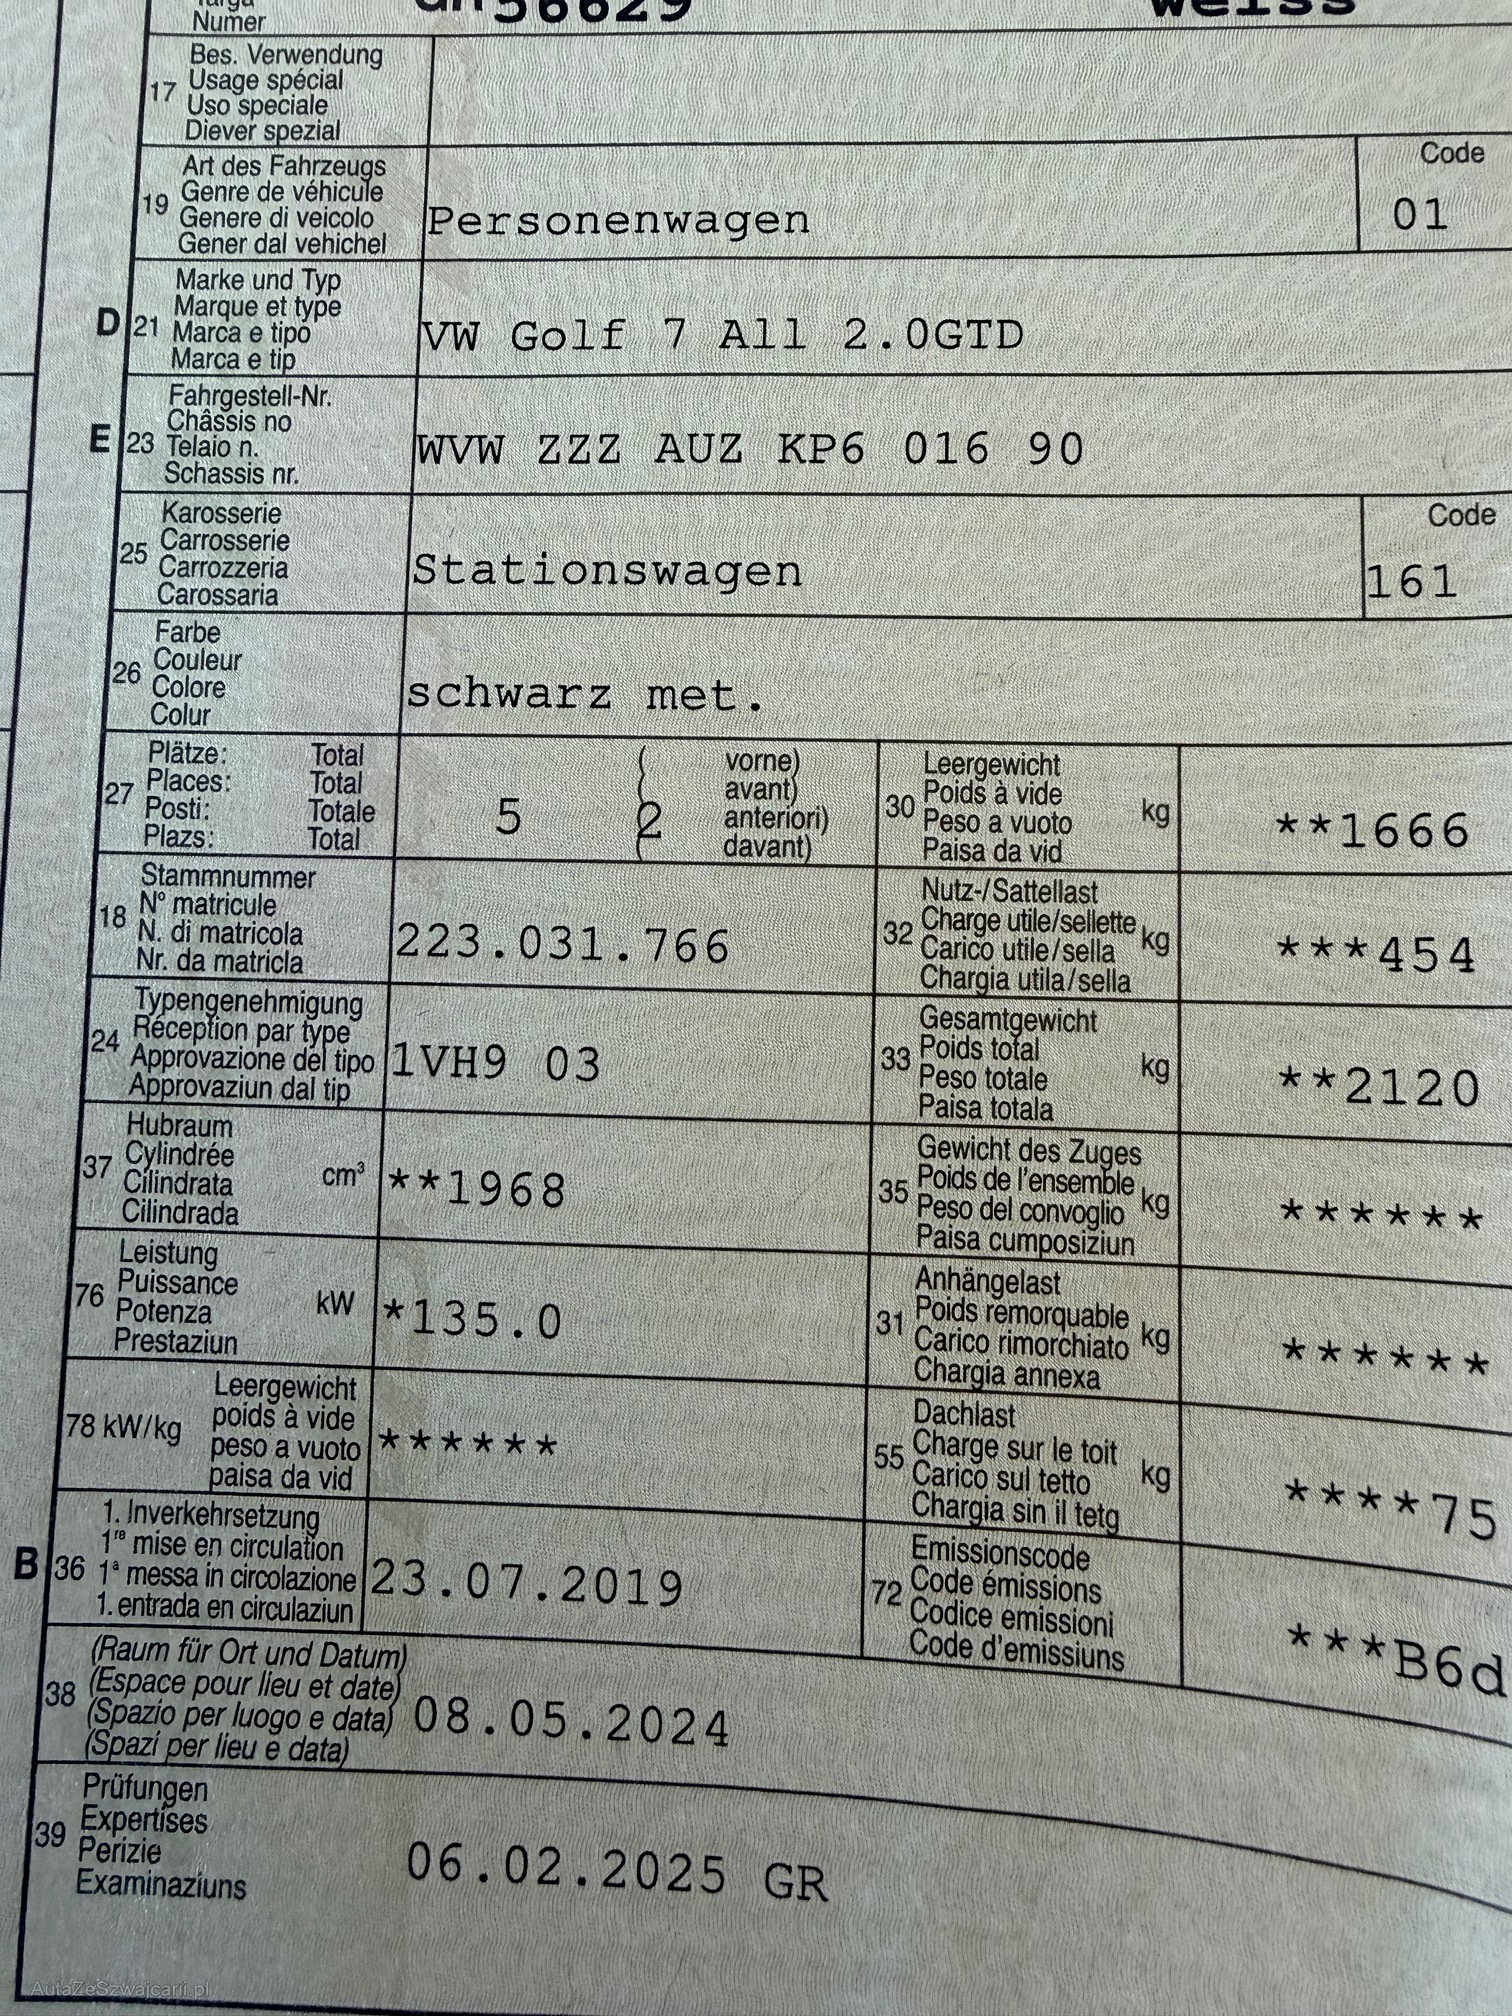 Numer
weiss
17 Bes. Verwendung
Usage spécial
Uso speciale
Diever spezial
19 Art des Fahrzeugs
Genre de véhicule
Genere di veicolo
Gener dal vehichel
Personenwagen
Code
01
D 21 Marke und Typ
Marque et type
Marca e tipo
Marca e tip
VW Golf 7 All 2.0GTD
E 23 Fahrgestell-Nr.
Châssis no
Telaio n.
Schassis nr.
WVW ZZZ AUZ KP6 016 90
25 Karosserie
Carrosserie
Carrozzeria
Carossaria
Stationswagen
Code
161
26 Farbe
Couleur
Colore
Colur
schwarz met.
27 Plätze: Total
Places: Total
Posti: Totale
Plazs: Total
5 ( 2 vorne)
avant)
anteriori)
davant)
30 Leergewicht
Poids à vide
Peso a vuoto
Paisa da vid
kg
**1666
18 Stammnummer
N° matricule
N. di matricola
Nr. da matricla
223.031.766
32 Nutz-/Sattellast
Charge utile/sellette
Carico utile/sella
Chargia utila/sella
kg
***454
24 Typengenehmigung
Réception par type
Approvazione del tipo
Approvaziun dal tip
1VH9 03
33 Gesamtgewicht
Poids total
Peso totale
Paisa totala
kg
**2120
37 Hubraum
Cylindrée
Cilindrata
Cilindrada
cm³
**1968
35 Gewicht des Zuges
Poids de l'ensemble
Peso del convoglio
Paisa cumposiziun
kg
******
76 Leistung
Puissance
Potenza
Prestaziun
kW
*135.0
31 Anhängelast
Poids remorquable
Carico rimorchiato
Chargia annexa
kg
******
78 kW/kg
Leergewicht
poids à vide
peso a vuoto
paisa da vid
******
55 Dachlast
Charge sur le toit
Carico sul tetto
Chargia sin il tetg
kg
****75
B 36 1. Inverkehrsetzung
1re mise en circulation
1a messa in circolazione
1. entrada en circulaziun
23.07.2019
72 Emissionscode
Code émissions
Codice emissioni
Code d'emissiuns
***B6d
38 (Raum für Ort und Datum)
(Espace pour lieu et date)
(Spazio per luogo e data)
(Spazi per lieu e data)
08.05.2024
39 Prüfungen
Expertises
Perizie
Examinaziuns
06.02.2025 GR
AutaZeSzwajcarii.pl